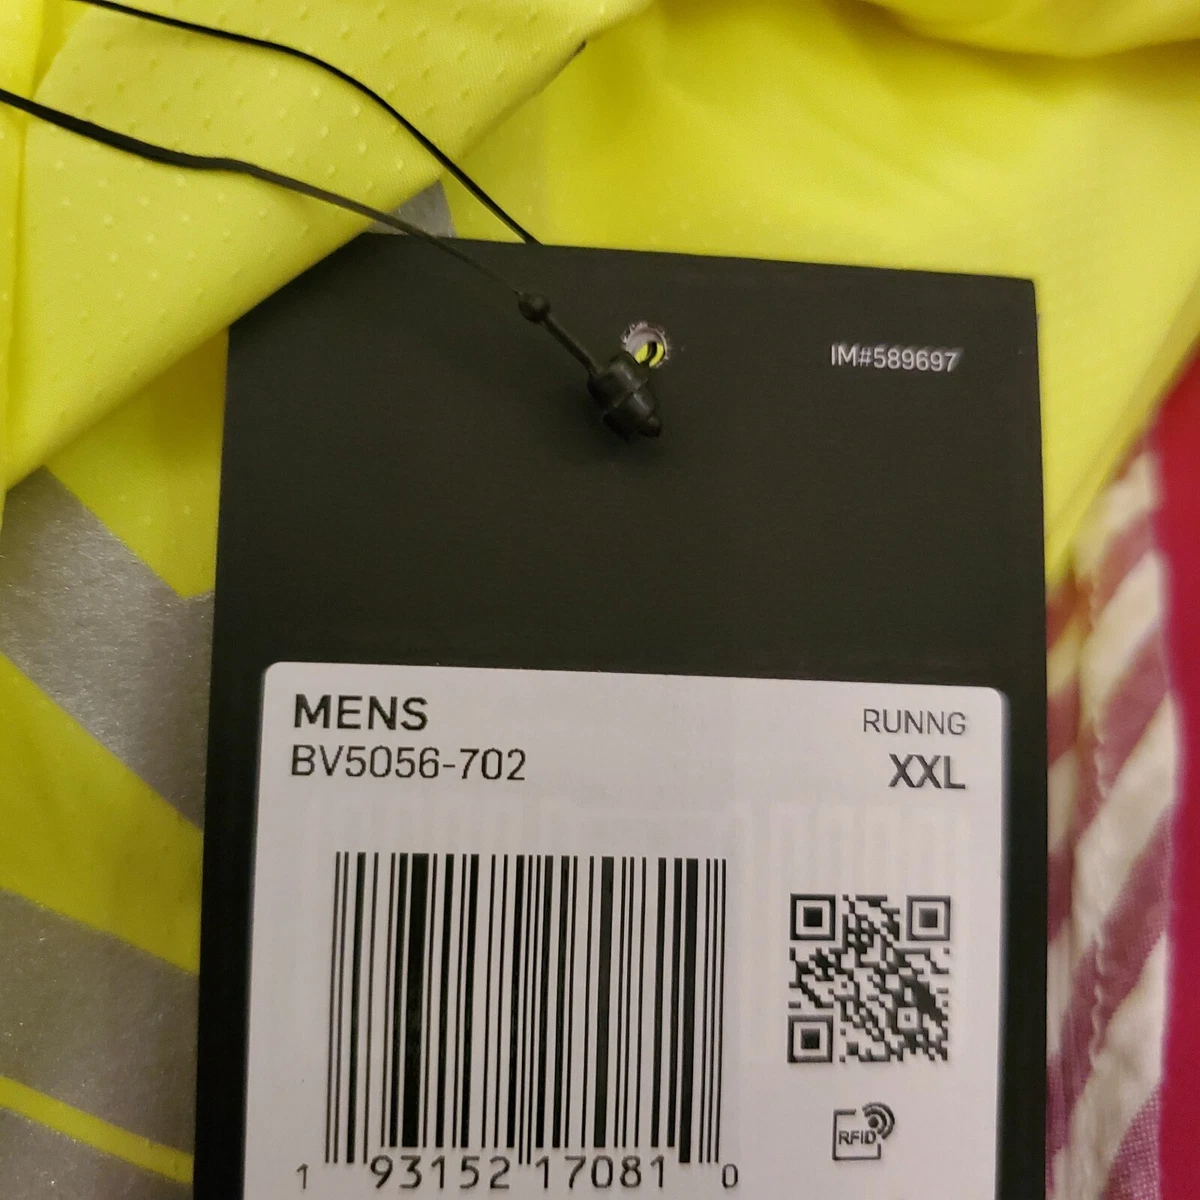 IM#589697
MENS
RUNNG
BV5056-702
XXL
RFID
1 93152 17081 0